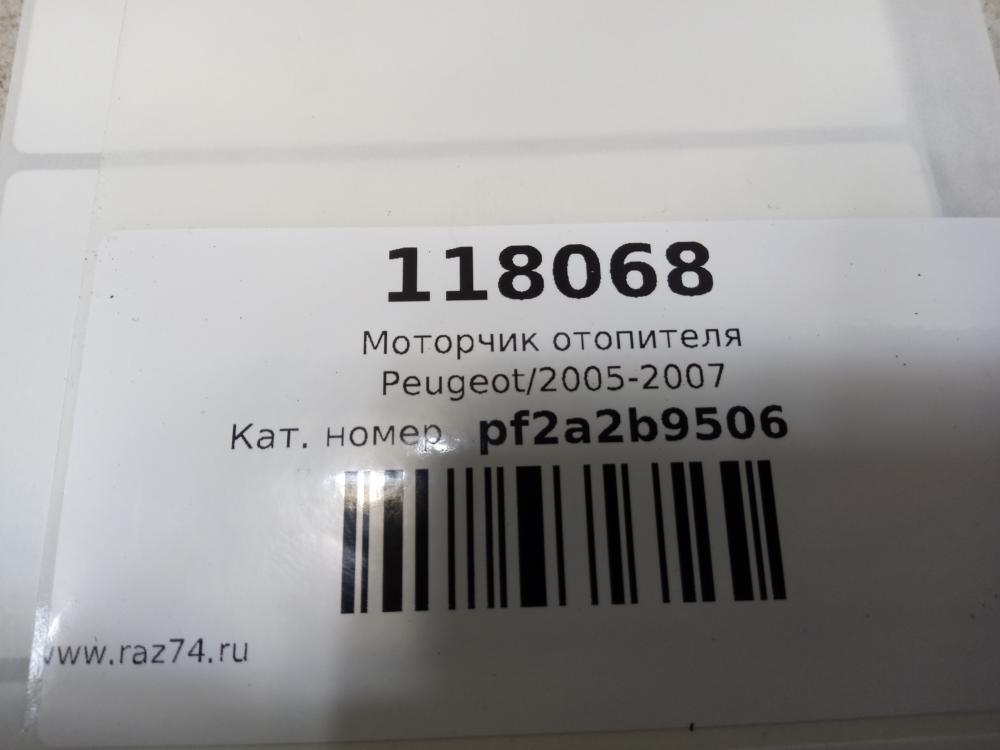 118068
Моторчик отопителя
Peugeot/2005-2007
Кат. номер pf2a2b9506
www.raz74.ru